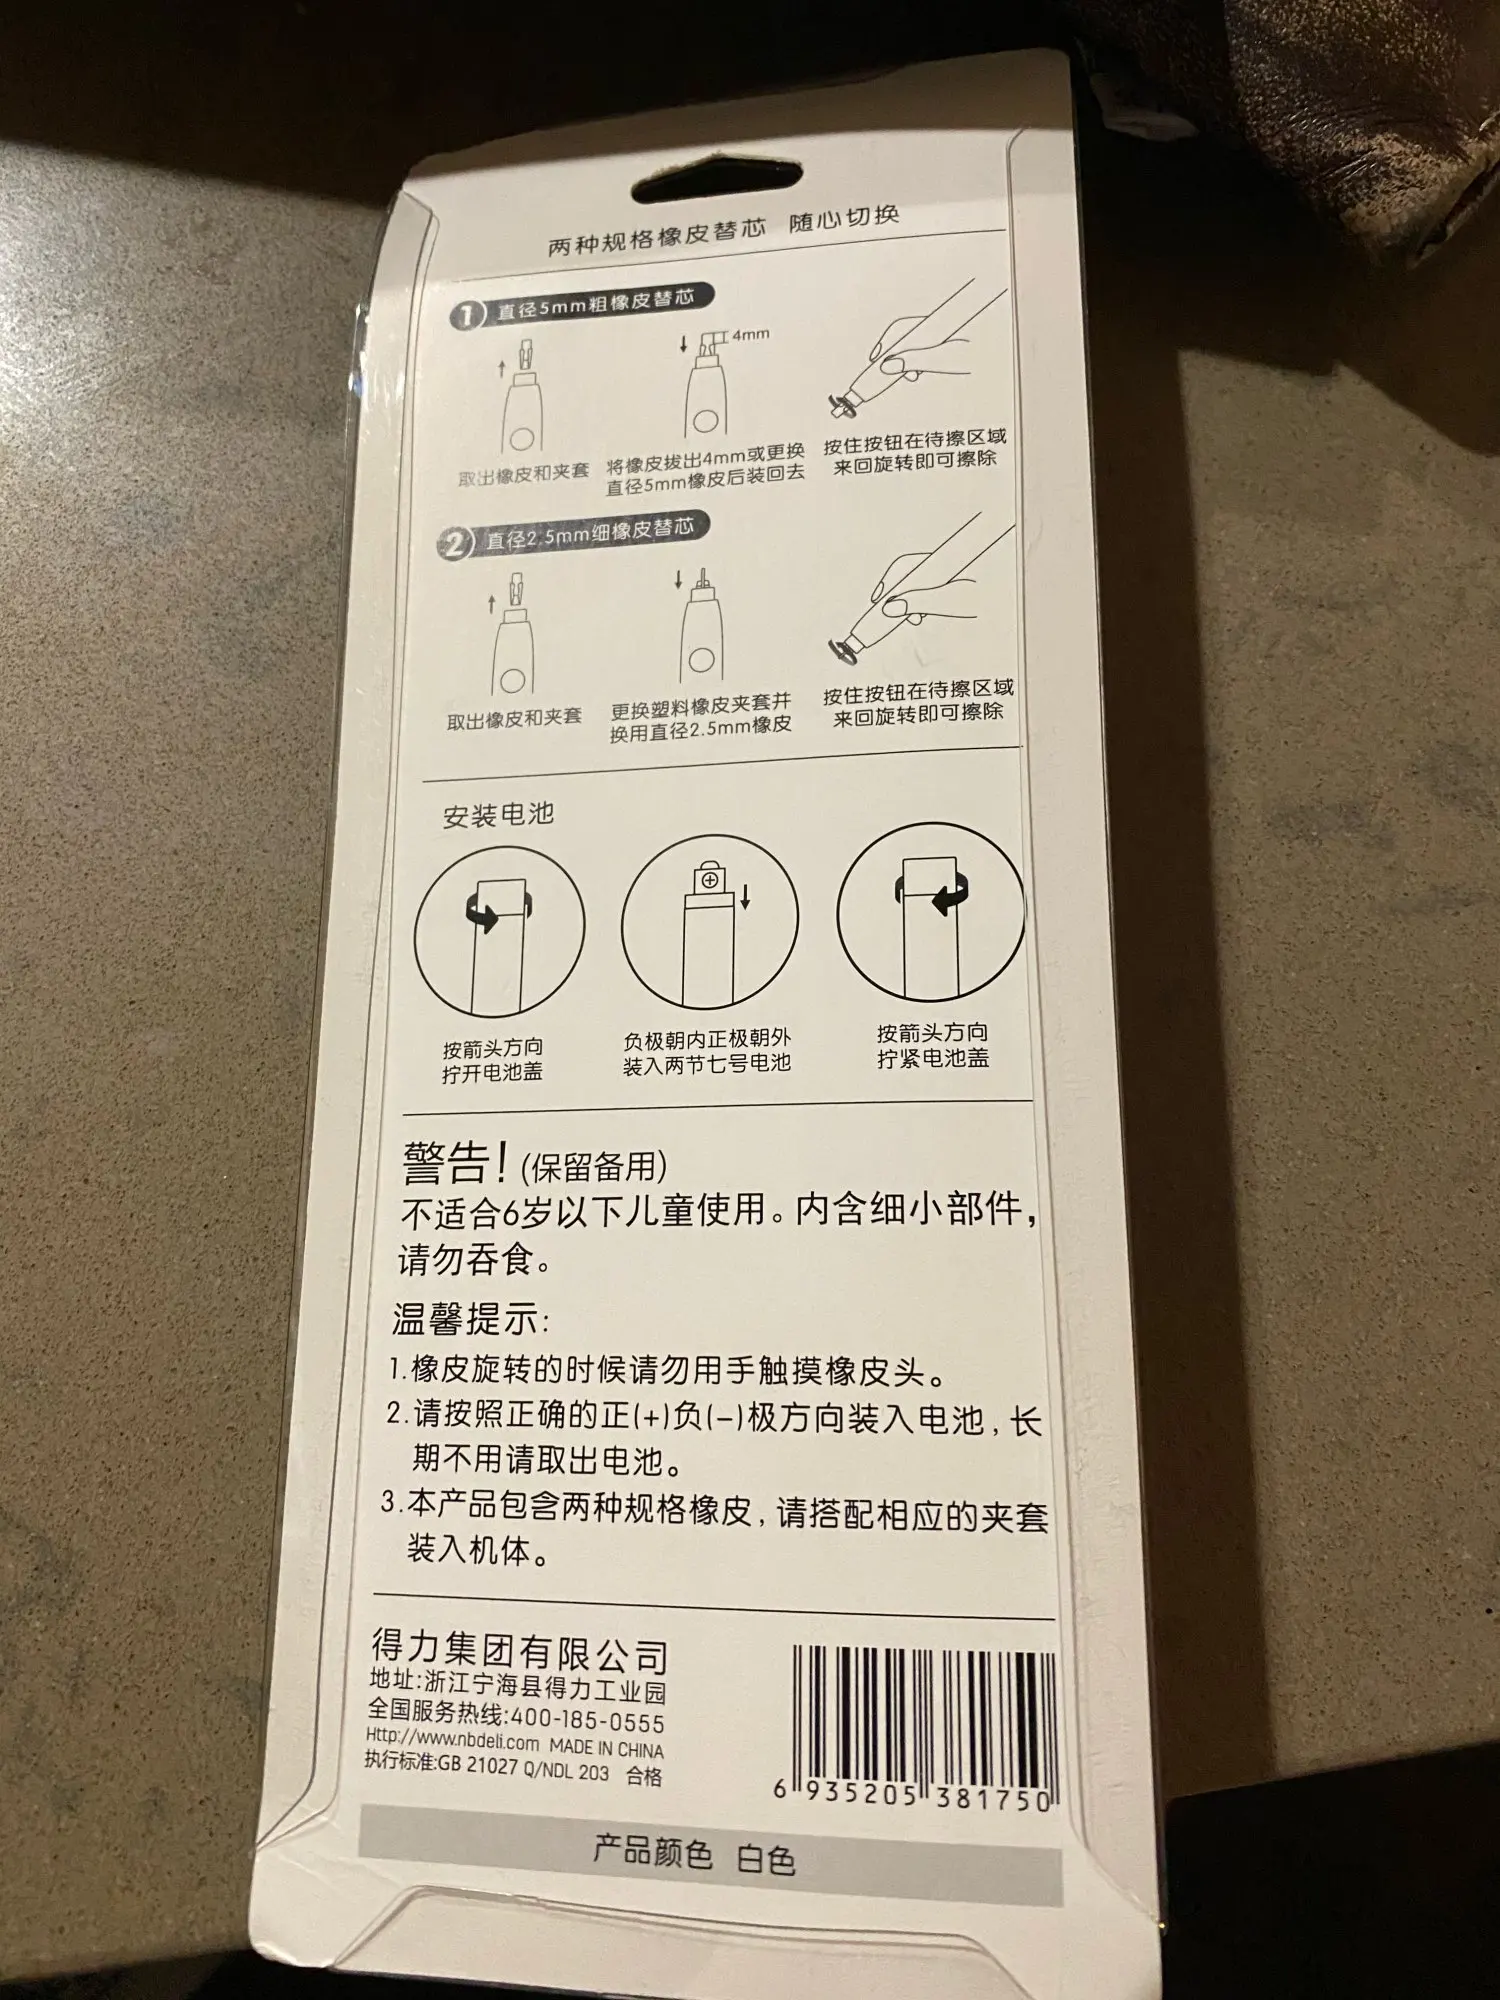 两种规格橡皮替芯 随心切换
1 直径5mm粗橡皮替芯
4mm
取出橡皮和夹套
将橡皮拔出4mm或更换
直径5mm橡皮后装回去
按住按钮在待擦区域
来回旋转即可擦除
2 直径2.5mm细橡皮替芯
取出橡皮和夹套
更换塑料橡皮夹套并
换用直径2.5mm橡皮
按住按钮在待擦区域
来回旋转即可擦除
安装电池
按箭头方向
拧开电池盖
负极朝内正极朝外
装入两节七号电池
按箭头方向
拧紧电池盖
警告!(保留备用)
不适合6岁以下儿童使用。内含细小部件,
请勿吞食。
温馨提示:
1.橡皮旋转的时候请勿用手触摸橡皮头。
2.请按照正确的正(+)负(-)极方向装入电池,长
期不用请取出电池。
3.本产品包含两种规格橡皮,请搭配相应的夹套
装入机体。
得力集团有限公司
地址:浙江宁海县得力工业园
全国服务热线:400-185-0555
Http://www.nbdeli.com MADE IN CHINA
执行标准:GB 21027 Q/NDL 203 合格
6 935205 381750
产品颜色 白色